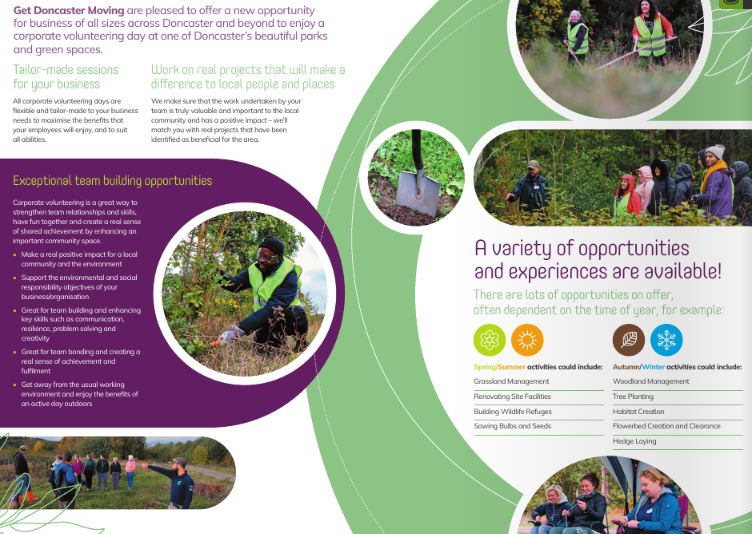 Get Doncaster Moving are pleased to offer a new opportunity
for business of all sizes across Doncaster and beyond to enjoy a
corporate volunteering day at one of Doncaster's beautiful parks
and green spaces.
Tailor-made sessions
for your business
All corporate volunteering days are
flexible and tailor-made to your business
needs to maximise the benefits that
your employees will enjoy, and to suit
all abilities.
Work on real projects that will make a
difference to local people and places
We make sure that the work undertaken by your
team is truly valuable and important to the local
community and has a positive impact – we'll
match you with real projects that have been
identified as beneficial for the area.
Exceptional team building opportunities
Corporate volunteering is a great way to
strengthen team relationships and skills,
have fun together and create a real sense
of shared achievement by enhancing an
important community space.
• Make a real positive impact for a local
community and the environment
• Support the environmental and social
responsibility objectives of your
business/organisation
• Great for team building and enhancing
key skills such as communication,
resilience, problem solving and
creativity
• Great for team bonding and creating a
real sense of achievement and
fulfilment
• Get away from the usual working
environment and enjoy the benefits of
an active day outdoors
A variety of opportunities
and experiences are available!
There are lots of opportunities on offer,
often dependent on the time of year, for example:
Spring/Summer activities could include:
Grassland Management
Renovating Site Facilities
Building Wildlife Refuges
Sowing Bulbs and Seeds
Autumn/Winter activities could include:
Woodland Management
Tree Planting
Habitat Creation
Flowerbed Creation and Clearance
Hedge Laying